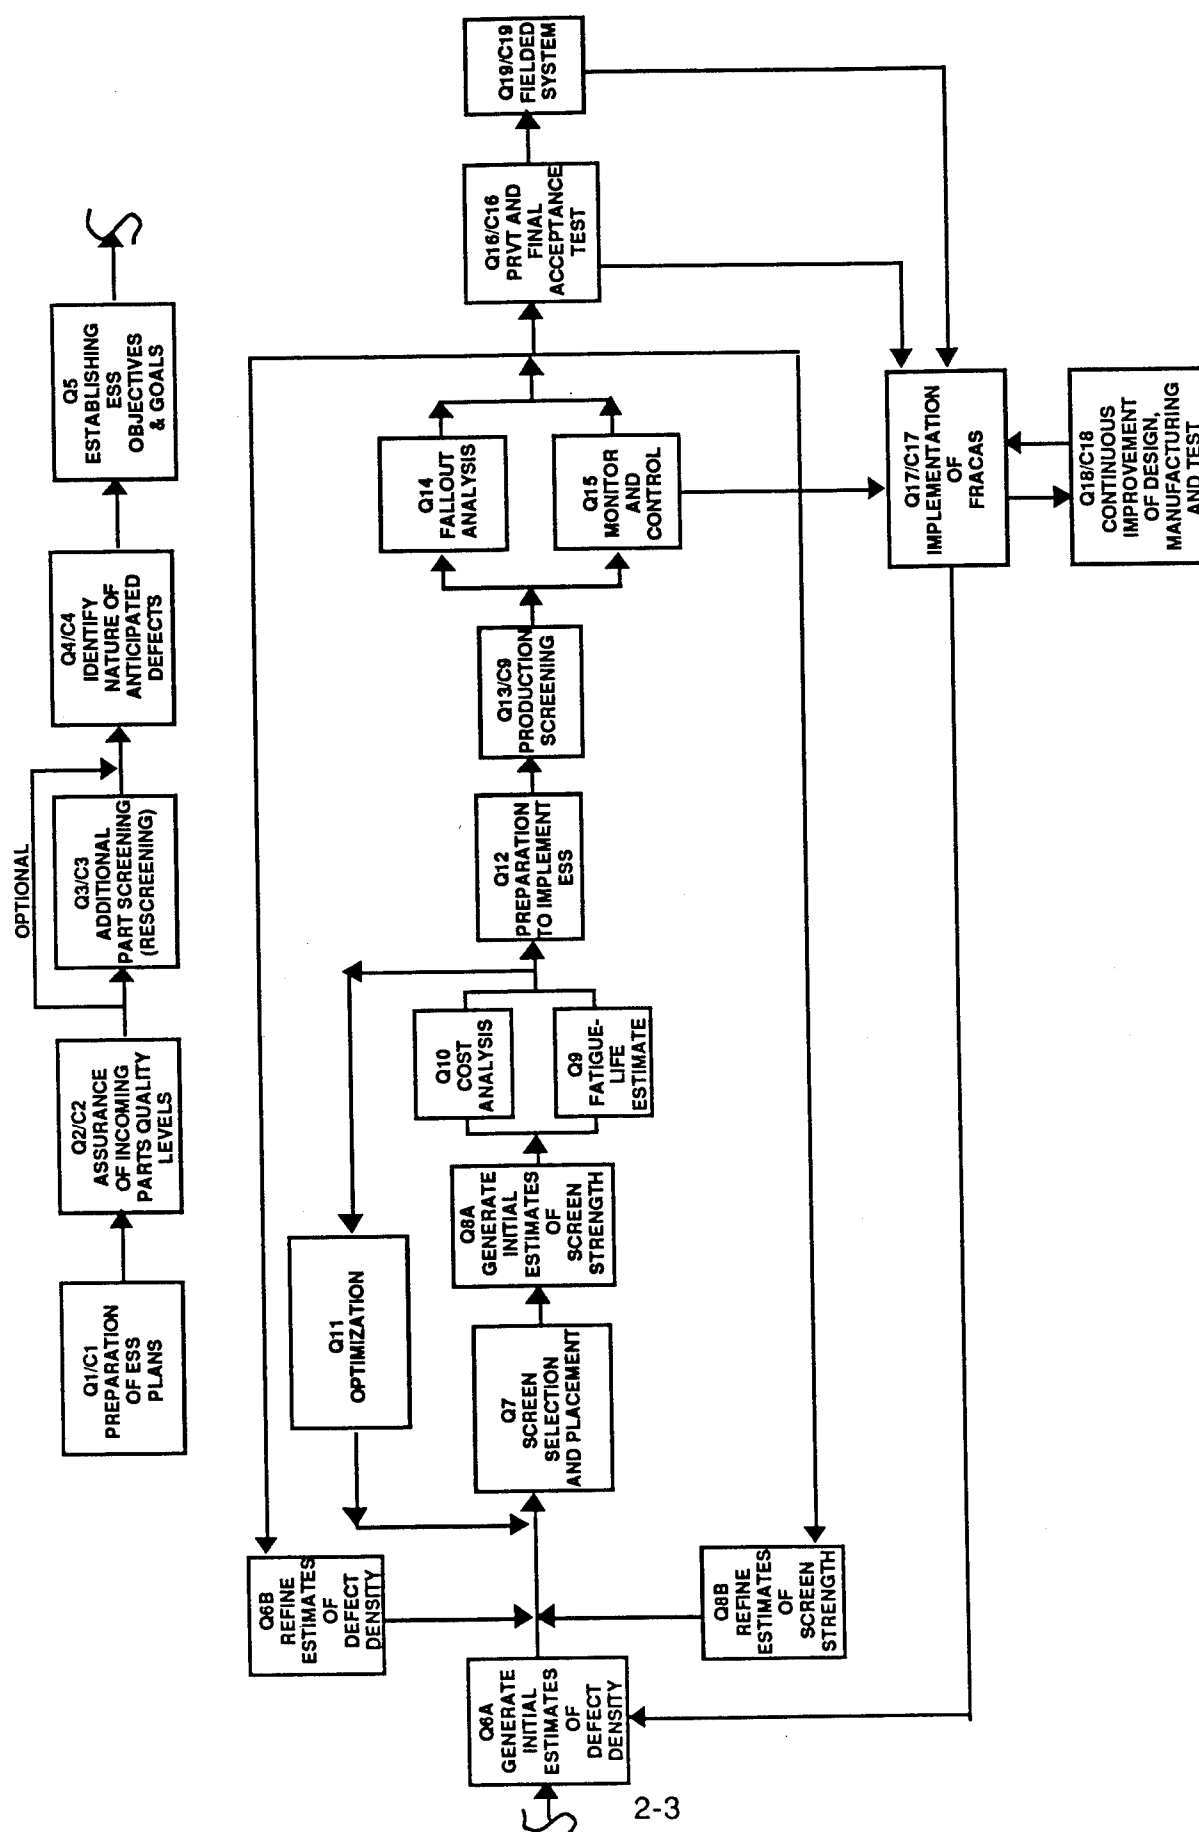 Q1/C1
PREPARATION
OF ESS
PLANS
Q2/C2
ASSURANCE
OF INCOMING
PARTS QUALITY
LEVELS
OPTIONAL
Q3/C3
ADDITIONAL
PART SCREENING
(RESCREENING)
Q4/C4
IDENTIFY
NATURE OF
ANTICIPATED
DEFECTS
Q5
ESTABLISHING
ESS
OBJECTIVES
& GOALS
Q6A
GENERATE
INITIAL
ESTIMATES
OF
DEFECT
DENSITY
Q6B
REFINE
ESTIMATES
OF
DEFECT
DENSITY
Q8B
REFINE
ESTIMATES
OF
SCREEN
STRENGTH
Q11
OPTIMIZATION
Q7
SCREEN
SELECTION
AND PLACEMENT
Q8A
GENERATE
INITIAL
ESTIMATES
OF
SCREEN
STRENGTH
Q10
COST
ANALYSIS
Q9
FATIGUE-
LIFE
ESTIMATE
Q12
PREPARATION
TO IMPLEMENT
ESS
Q13/C9
PRODUCTION
SCREENING
Q14
FALLOUT
ANALYSIS
Q15
MONITOR
AND
CONTROL
Q16/C16
PRVT AND
FINAL
ACCEPTANCE
TEST
Q19/C19
FIELDED
SYSTEM
Q17/C17
IMPLEMENTATION
OF
FRACAS
Q18/C18
CONTINUOUS
IMPROVEMENT
OF DESIGN,
MANUFACTURING
AND TEST
2-3